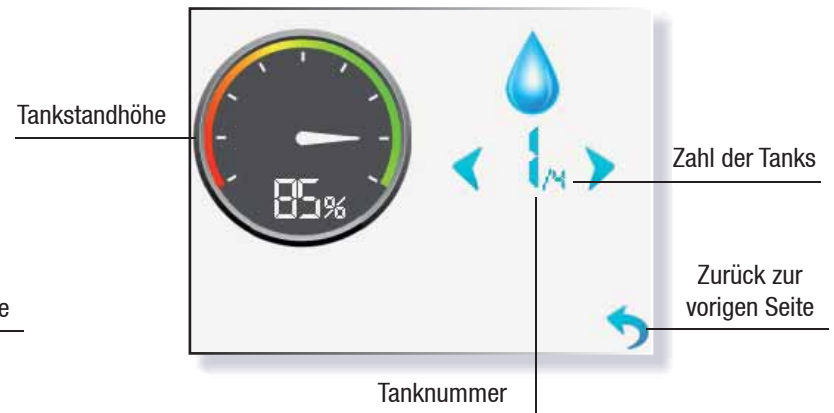 Tankstandhöhe
85%
1/4
Zahl der Tanks
Zurück zur
vorigen Seite
e
Tanknummer